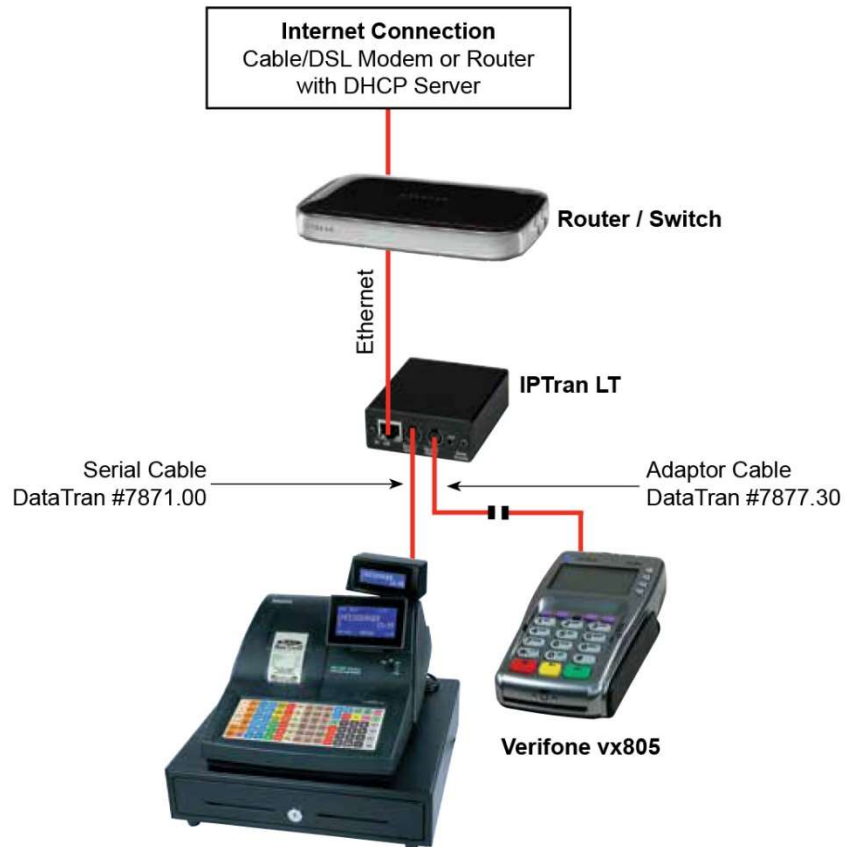 Internet Connection
Cable/DSL Modem or Router
with DHCP Server
Router / Switch
Ethernet
IPTran LT
Serial Cable
DataTran #7871.00
Adaptor Cable
DataTran #7877.30
Verifone vx805